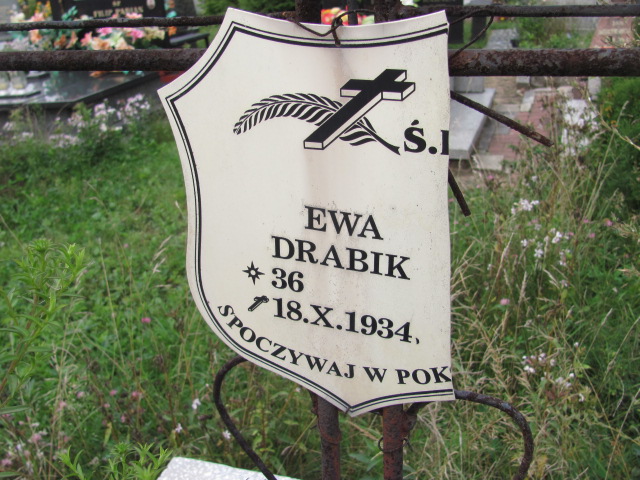 Ś.
EWA
DRABIK
36
18.X.1934,
SPOCZYWAJ W POK